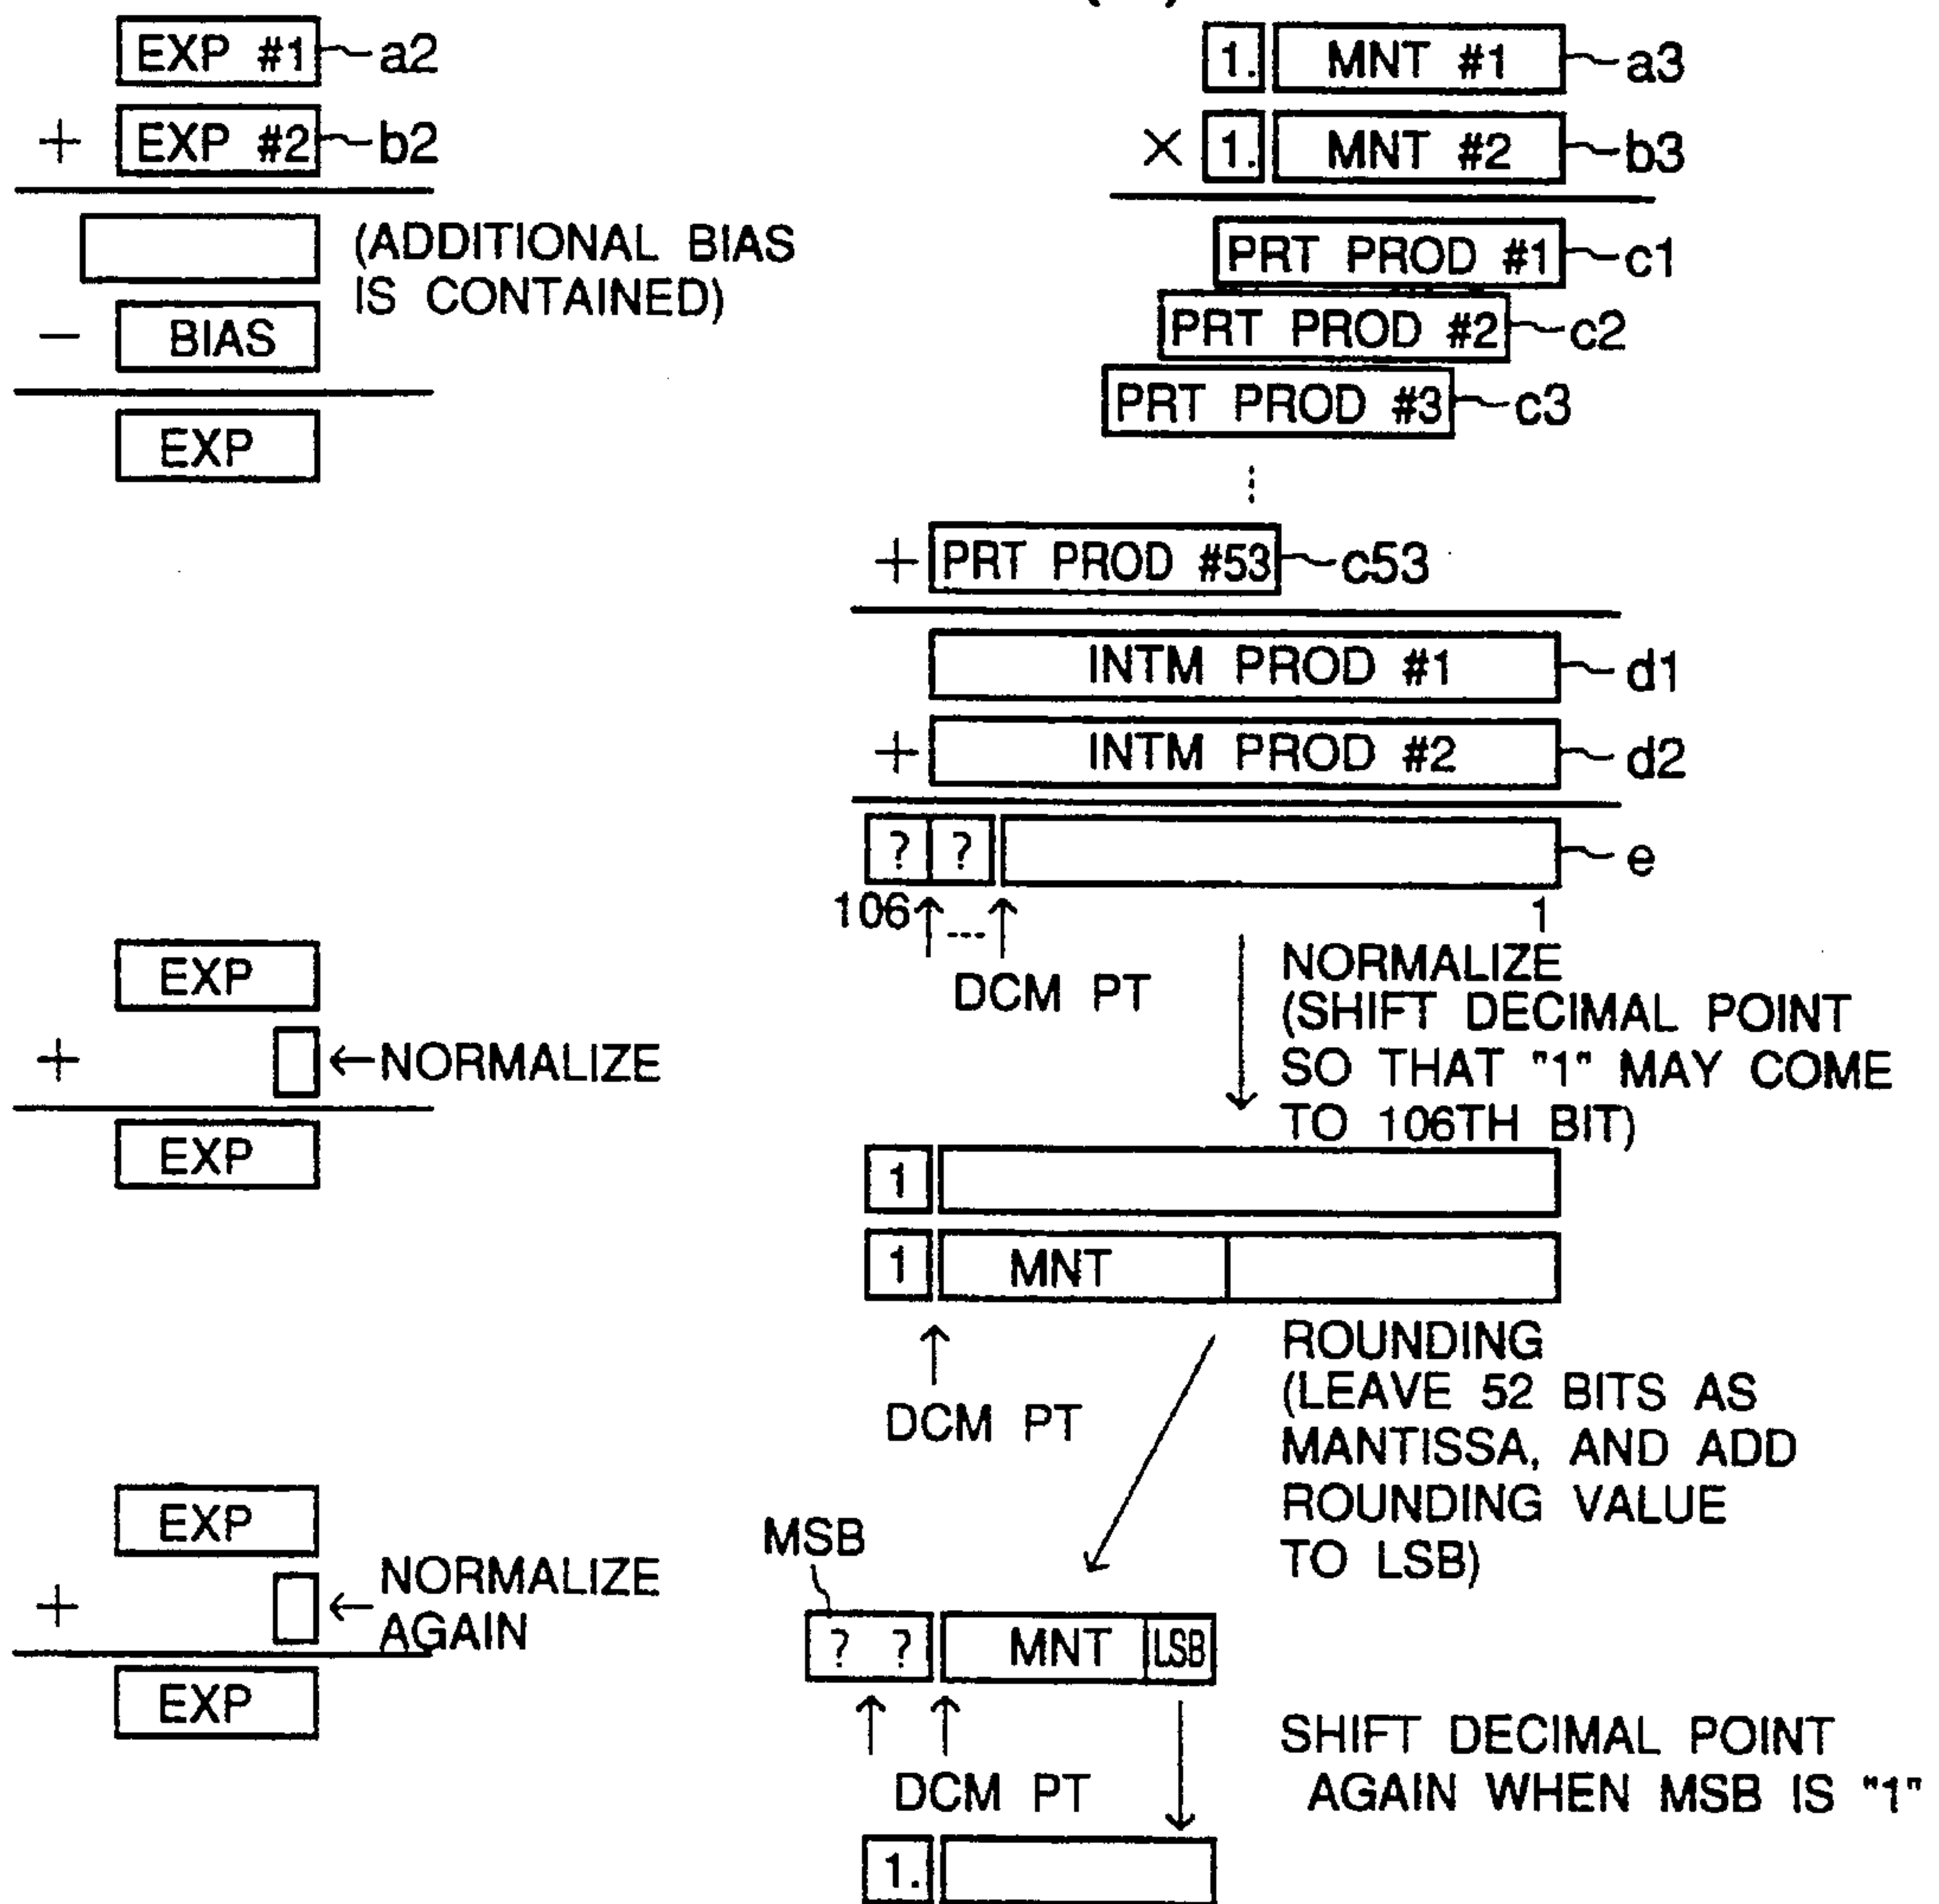 EXP #1 a2
+ EXP #2 b2
(ADDITIONAL BIAS
IS CONTAINED)
− BIAS
EXP
1. MNT #1 a3
× 1. MNT #2 b3
PRT PROD #1 c1
PRT PROD #2 c2
PRT PROD #3 c3
+ PRT PROD #53 c53
INTM PROD #1 d1
+ INTM PROD #2 d2
? ? e
106 --- 1
DCM PT
NORMALIZE
(SHIFT DECIMAL POINT
SO THAT "1" MAY COME
TO 106TH BIT)
EXP
+ ←NORMALIZE
EXP
1
1 MNT
DCM PT
ROUNDING
(LEAVE 52 BITS AS
MANTISSA, AND ADD
ROUNDING VALUE
TO LSB)
EXP
+ ← NORMALIZE
AGAIN
EXP
MSB
? ? MNT LSB
DCM PT
SHIFT DECIMAL POINT
AGAIN WHEN MSB IS "1"
1.